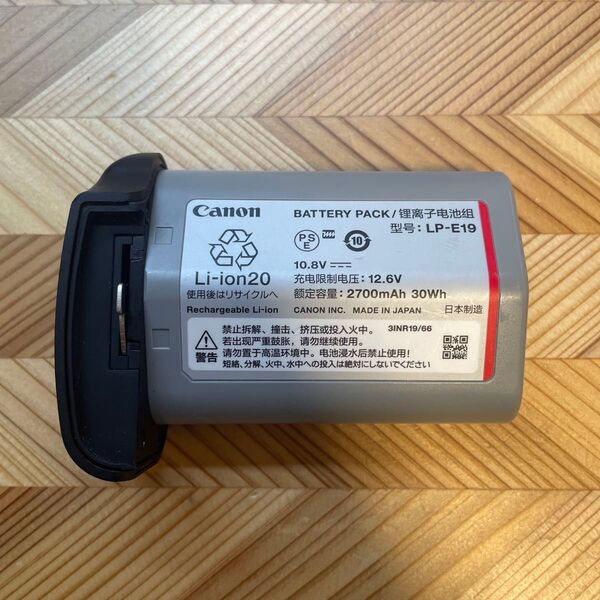 Canon
BATTERY PACK/锂离子电池组
型号: LP-E19
PS E
10
10.8V
充电限制电压: 12.6V
额定容量: 2700mAh 30Wh
Li-ion20
使用後はリサイクルへ
Rechargeable Li-ion
CANON INC. MADE IN JAPAN
日本制造
警告
禁止拆解、撞击、挤压或投入火中。
若出现严重鼓胀，请勿继续使用。
请勿置于高温环境中。电池浸水后禁止使用！
短絡、分解、火中、水中への投入は絶対にしないでください
3INR19/66